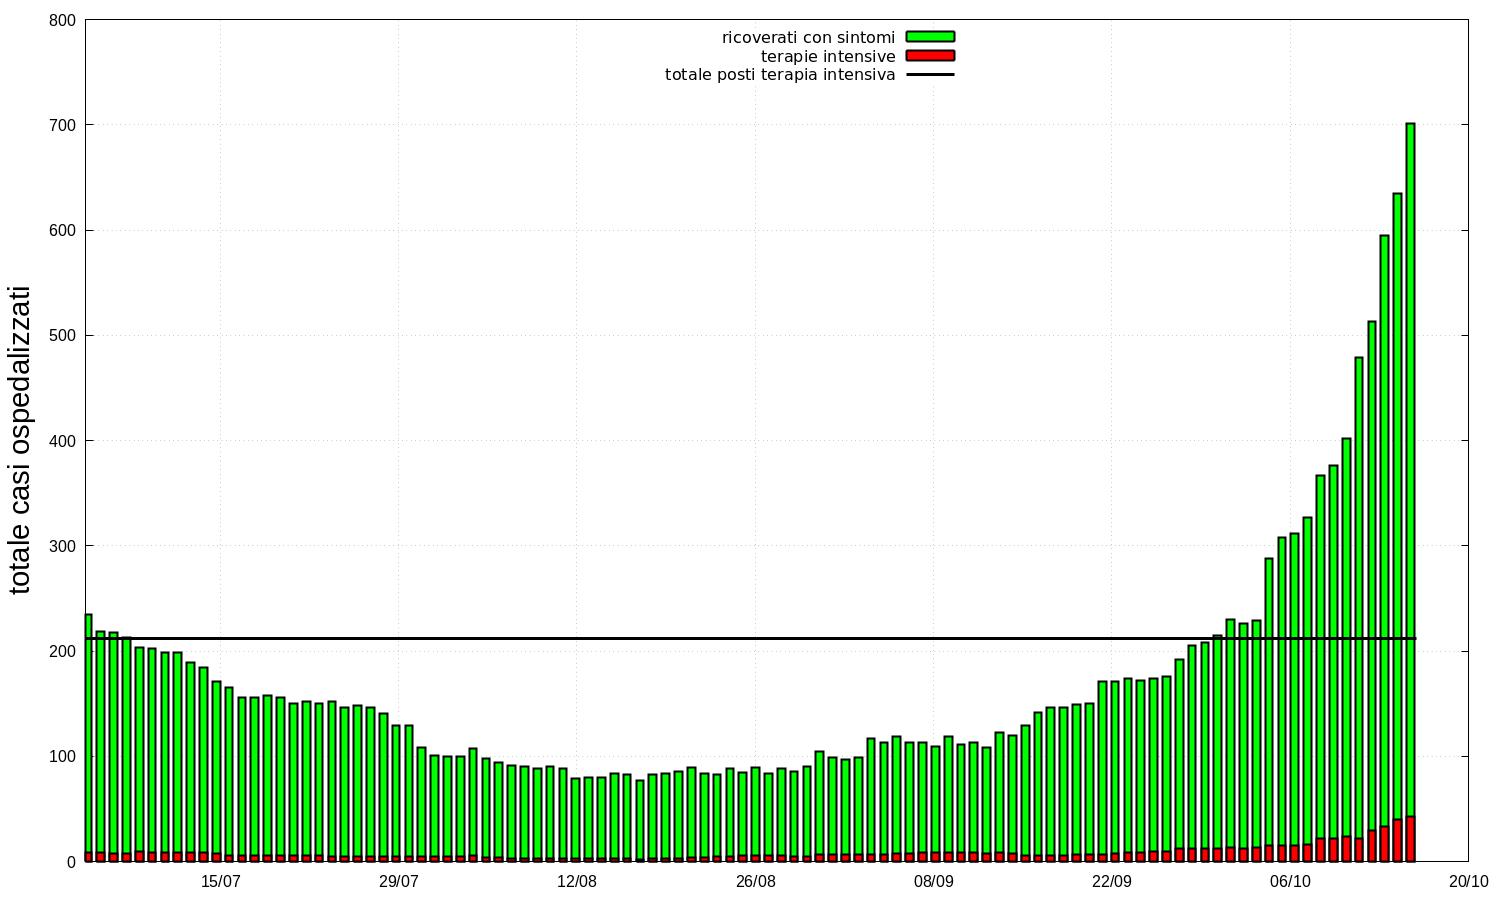 800
700
600
500
400
300
200
100
0
totale casi ospedalizzati
ricoverati con sintomi
terapie intensive
totale posti terapia intensiva
15/07 29/07 12/08 26/08 08/09 22/09 06/10 20/10